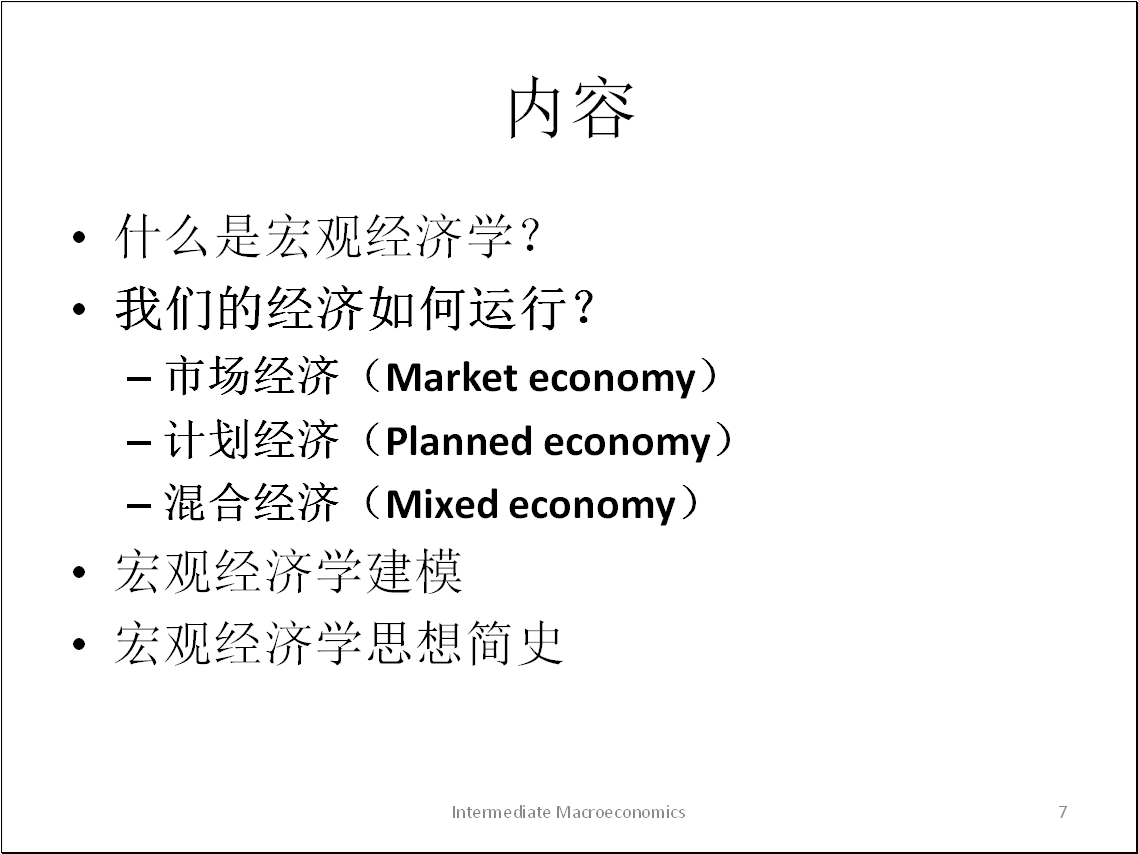 内容
• 什么是宏观经济学？
• 我们的经济如何运行？
– 市场经济（Market economy）
– 计划经济（Planned economy）
– 混合经济（Mixed economy）
• 宏观经济学建模
• 宏观经济学思想简史
Intermediate Macroeconomics 7